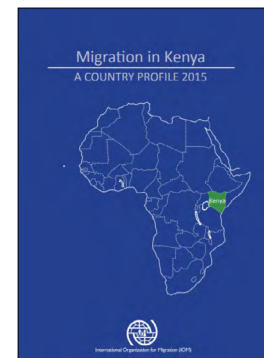 Migration in Kenya
A COUNTRY PROFILE 2015
Kenya
International Organization for Migration (IOM)